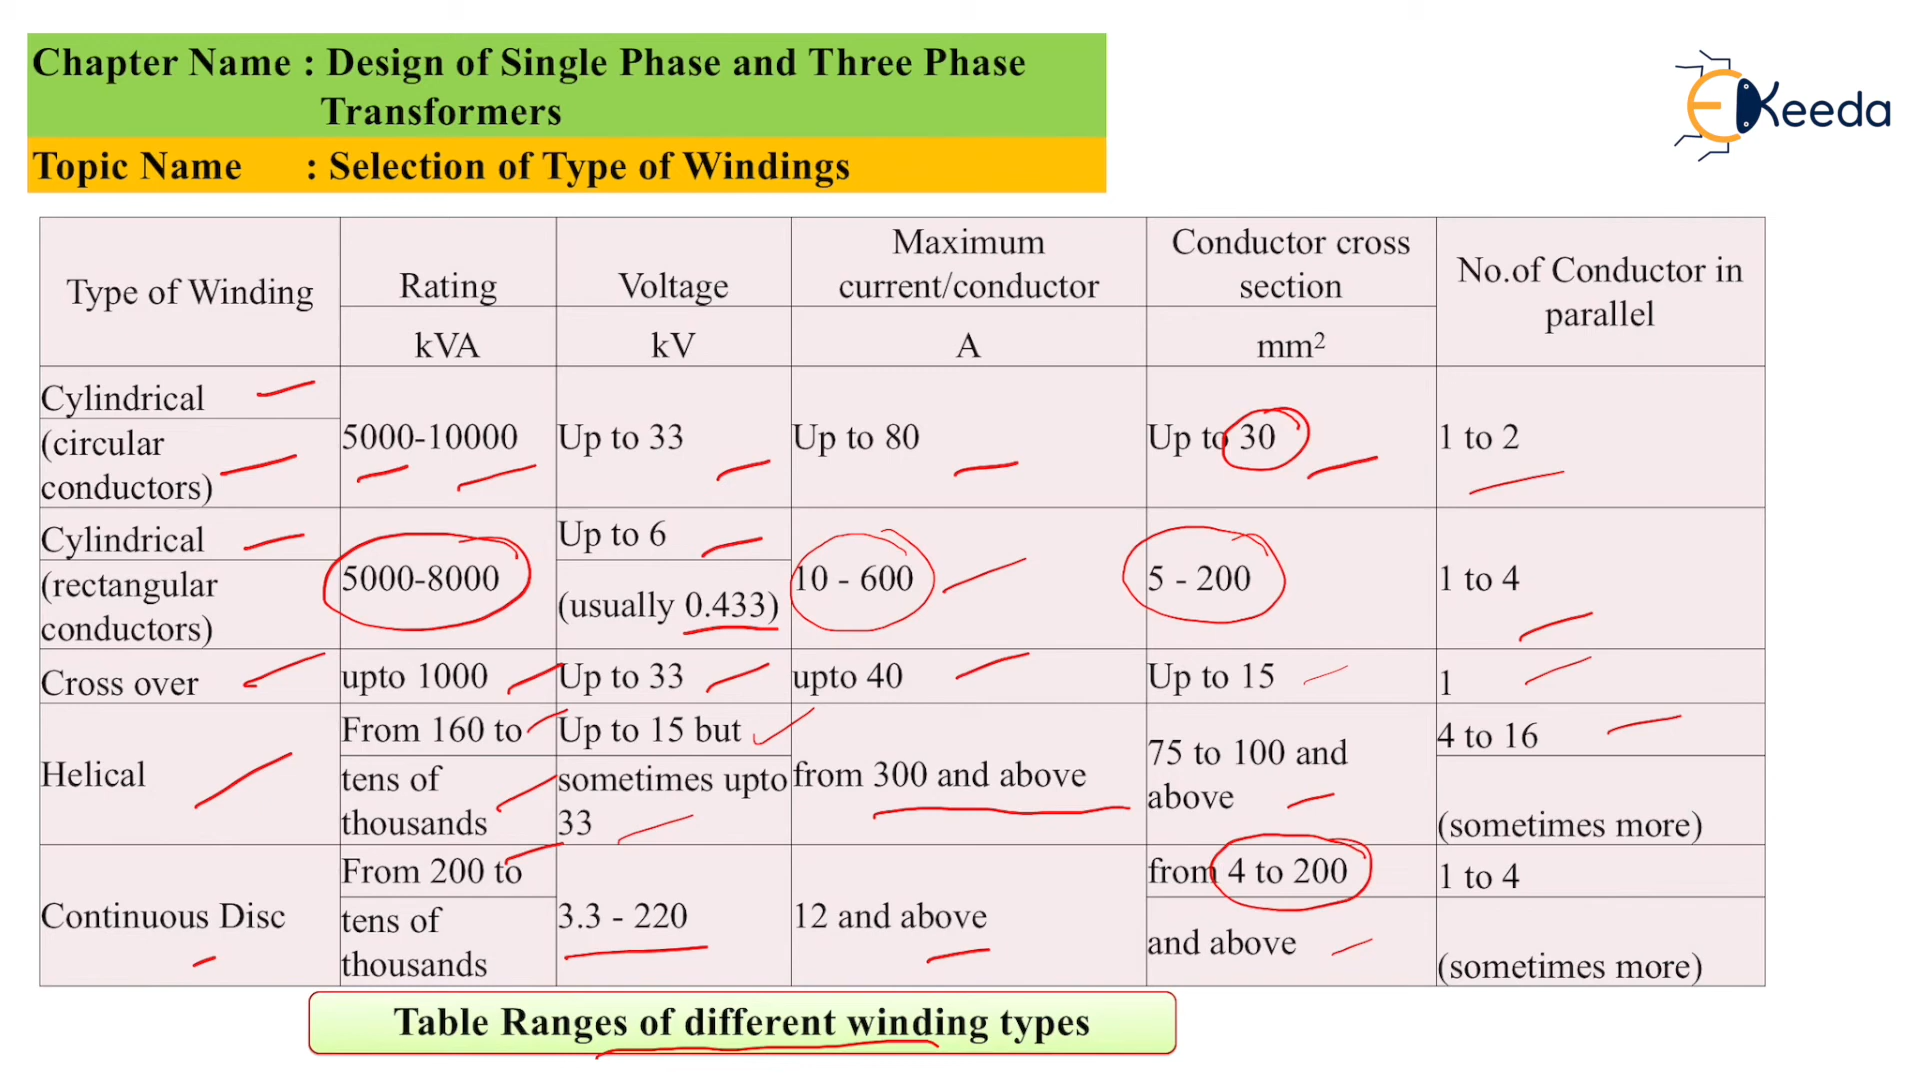 Chapter Name : Design of Single Phase and Three Phase
Transformers
Topic Name : Selection of Type of Windings
EKeeda
Type of Winding
Rating
Voltage
Maximum
current/conductor
Conductor cross
section
No.of Conductor in
parallel
kVA
kV
A
mm²
Cylindrical
(circular
conductors)
5000-10000
Up to 33
Up to 80
Up to 30
1 to 2
Cylindrical
(rectangular
conductors)
5000-8000
Up to 6
(usually 0.433)
10 - 600
5 - 200
1 to 4
Cross over
upto 1000
Up to 33
upto 40
Up to 15
1
Helical
From 160 to
tens of
thousands
Up to 15 but
sometimes upto
33
from 300 and above
75 to 100 and
above
4 to 16
(sometimes more)
Continuous Disc
From 200 to
tens of
thousands
3.3 - 220
12 and above
from 4 to 200
and above
1 to 4
(sometimes more)
Table Ranges of different winding types